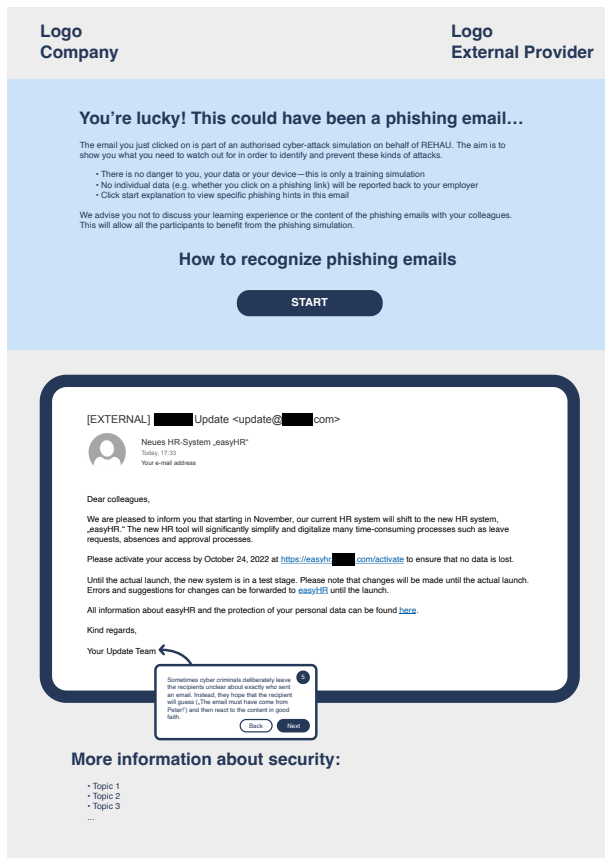 Logo
Company
Logo
External Provider
You’re lucky! This could have been a phishing email…
The email you just clicked on is part of an authorised cyber-attack simulation on behalf of REHAU. The aim is to
show you what you need to watch out for in order to identify and prevent these kinds of attacks.
• There is no danger to you, your data or your device—this is only a training simulation
• No individual data (e.g. whether you click on a phishing link) will be reported back to your employer
• Click start explanation to view specific phishing hints in this email
We advise you not to discuss your learning experience or the content of the phishing emails with your colleagues.
This will allow all the participants to benefit from the phishing simulation.
How to recognize phishing emails
START
[EXTERNAL] Update <update@ com>
Neues HR-System „easyHR“
Today, 17:33
Your e-mail address
Dear colleagues,
We are pleased to inform you that starting in November, our current HR system will shift to the new HR system,
„easyHR.“ The new HR tool will significantly simplify and digitalize many time-consuming processes such as leave
requests, absences and approval processes.
Please activate your access by October 24, 2022 at https://easyhr. .com/activate to ensure that no data is lost.
Until the actual launch, the new system is in a test stage. Please note that changes will be made until the actual launch.
Errors and suggestions for changes can be forwarded to easyHR until the launch.
All information about easyHR and the protection of your personal data can be found here.
Kind regards,
Your Update Team
Sometimes cyber criminals deliberately leave
the recipients unclear about exactly who sent
an email. Instead, they hope that the recipient
will guess („The email must have come from
Peter!“) and then react to the content in good
faith.
5
Back
Next
More information about security:
• Topic 1
• Topic 2
• Topic 3
...